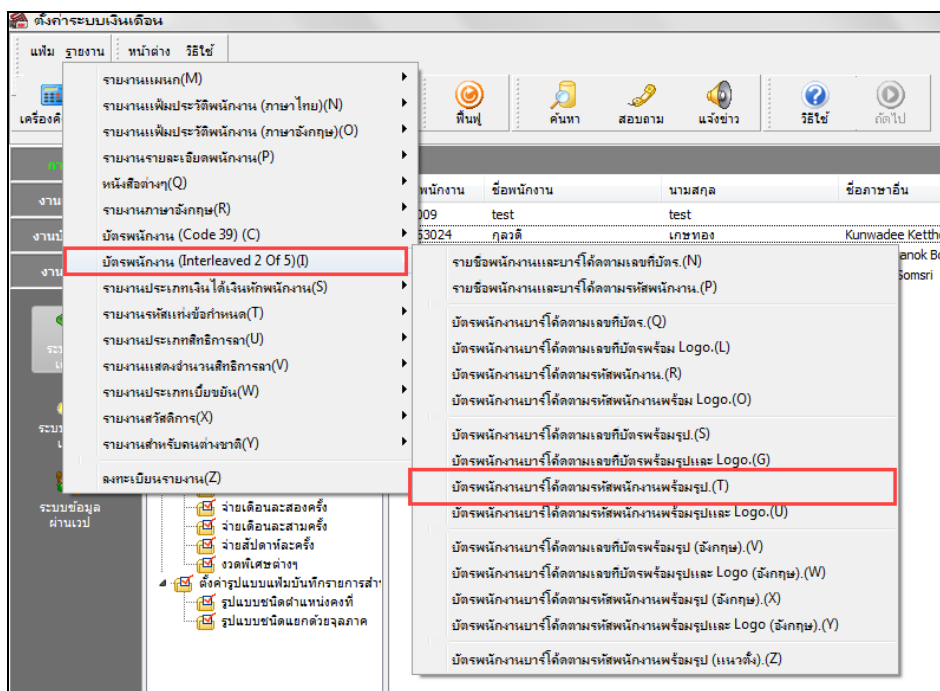 ตั้งค่าระบบเงินเดือน
แฟ้ม รายงาน หน้าต่าง วิธีใช้
ฟื้นฟู ค้นหา สอบถาม แจ้งข่าว วิธีใช้ ถัดไป
รายงานแผนก(M)
รายงานแฟ้มประวัติพนักงาน (ภาษาไทย)(N)
รายงานแฟ้มประวัติพนักงาน (ภาษาอังกฤษ)(O)
รายงานรายละเอียดพนักงาน(P)
หนังสือต่างๆ(Q)
รายงานภาษาอังกฤษ(R)
บัตรพนักงาน (Code 39) (C)
บัตรพนักงาน (Interleaved 2 Of 5)(I)
รายงานประเภทเงินได้เงินหักพนักงาน(S)
รายงานรหัสแท่งข้อกำหนด(T)
รายงานประเภทสิทธิการลา(U)
รายงานแสดงจำนวนสิทธิการลา(V)
รายงานประเภทเบี้ยขยัน(W)
รายงานสวัสดิการ(X)
รายงานสำหรับคนต่างชาติ(Y)
ลงทะเบียนรายงาน(Z)
พนักงาน ชื่อพนักงาน นามสกุล ชื่อภาษาอื่น
009 test test
53024 กุลวดี เกษทอง Kunwadee Kettho
Somsri
รายชื่อพนักงานและบาร์โค้ดตามเลขที่บัตร.(N)
รายชื่อพนักงานและบาร์โค้ดตามรหัสพนักงาน.(P)
บัตรพนักงานบาร์โค้ดตามเลขที่บัตร.(Q)
บัตรพนักงานบาร์โค้ดตามเลขที่บัตรพร้อม Logo.(L)
บัตรพนักงานบาร์โค้ดตามรหัสพนักงาน.(R)
บัตรพนักงานบาร์โค้ดตามรหัสพนักงานพร้อม Logo.(O)
บัตรพนักงานบาร์โค้ดตามเลขที่บัตรพร้อมรูป.(S)
บัตรพนักงานบาร์โค้ดตามเลขที่บัตรพร้อมรูปและ Logo.(G)
บัตรพนักงานบาร์โค้ดตามรหัสพนักงานพร้อมรูป.(T)
บัตรพนักงานบาร์โค้ดตามรหัสพนักงานพร้อมรูปและ Logo.(U)
บัตรพนักงานบาร์โค้ดตามเลขที่บัตรพร้อมรูป (อังกฤษ).(V)
บัตรพนักงานบาร์โค้ดตามเลขที่บัตรพร้อมรูปและ Logo (อังกฤษ).(W)
บัตรพนักงานบาร์โค้ดตามรหัสพนักงานพร้อมรูป (อังกฤษ).(X)
บัตรพนักงานบาร์โค้ดตามรหัสพนักงานพร้อมรูปและ Logo (อังกฤษ).(Y)
บัตรพนักงานบาร์โค้ดตามรหัสพนักงานพร้อมรูป (แนวตั้ง).(Z)
ระบบข้อมูล
ผ่านเวป
จ่ายเดือนละสองครั้ง
จ่ายเดือนละสามครั้ง
จ่ายสัปดาห์ละครั้ง
งวดพิเศษต่างๆ
ตั้งค่ารูปแบบแฟ้มบันทึกรายการสำ
รูปแบบชนิดตำแหน่งคงที่
รูปแบบชนิดแยกด้วยจุลภาค